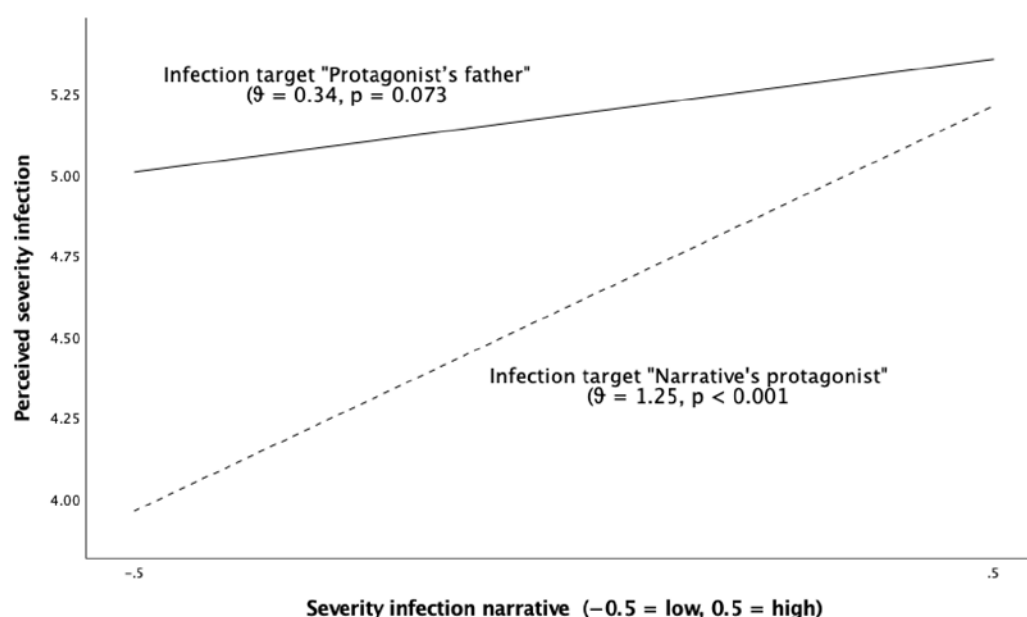 Infection target "Protagonist's father"
(ϑ = 0.34, p = 0.073
5.25
5.00
4.75
4.50
4.25
4.00
Perceived severity infection
Infection target "Narrative's protagonist"
(ϑ = 1.25, p < 0.001
-.5
.5
Severity infection narrative (−0.5 = low, 0.5 = high)